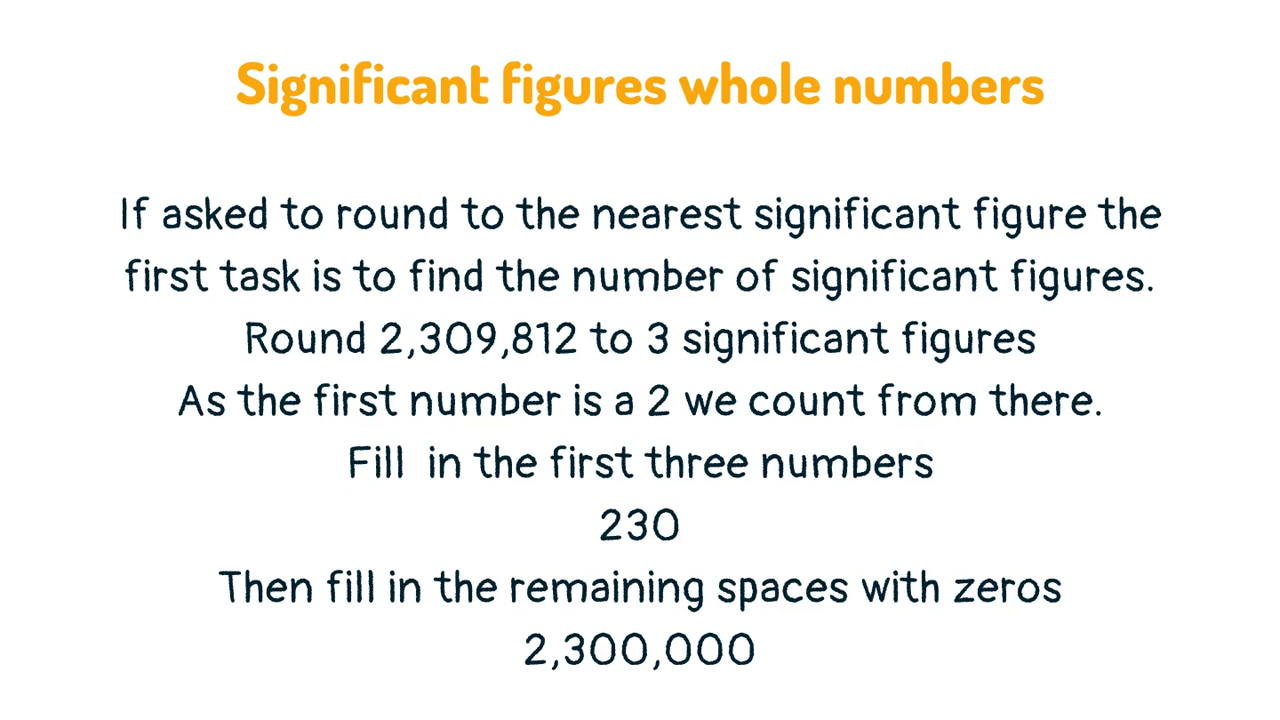 Significant figures whole numbers
If asked to round to the nearest significant figure the
first task is to find the number of significant figures.
Round 2,309,812 to 3 significant figures
As the first number is a 2 we count from there.
Fill  in the first three numbers
230
Then fill in the remaining spaces with zeros
2,300,000